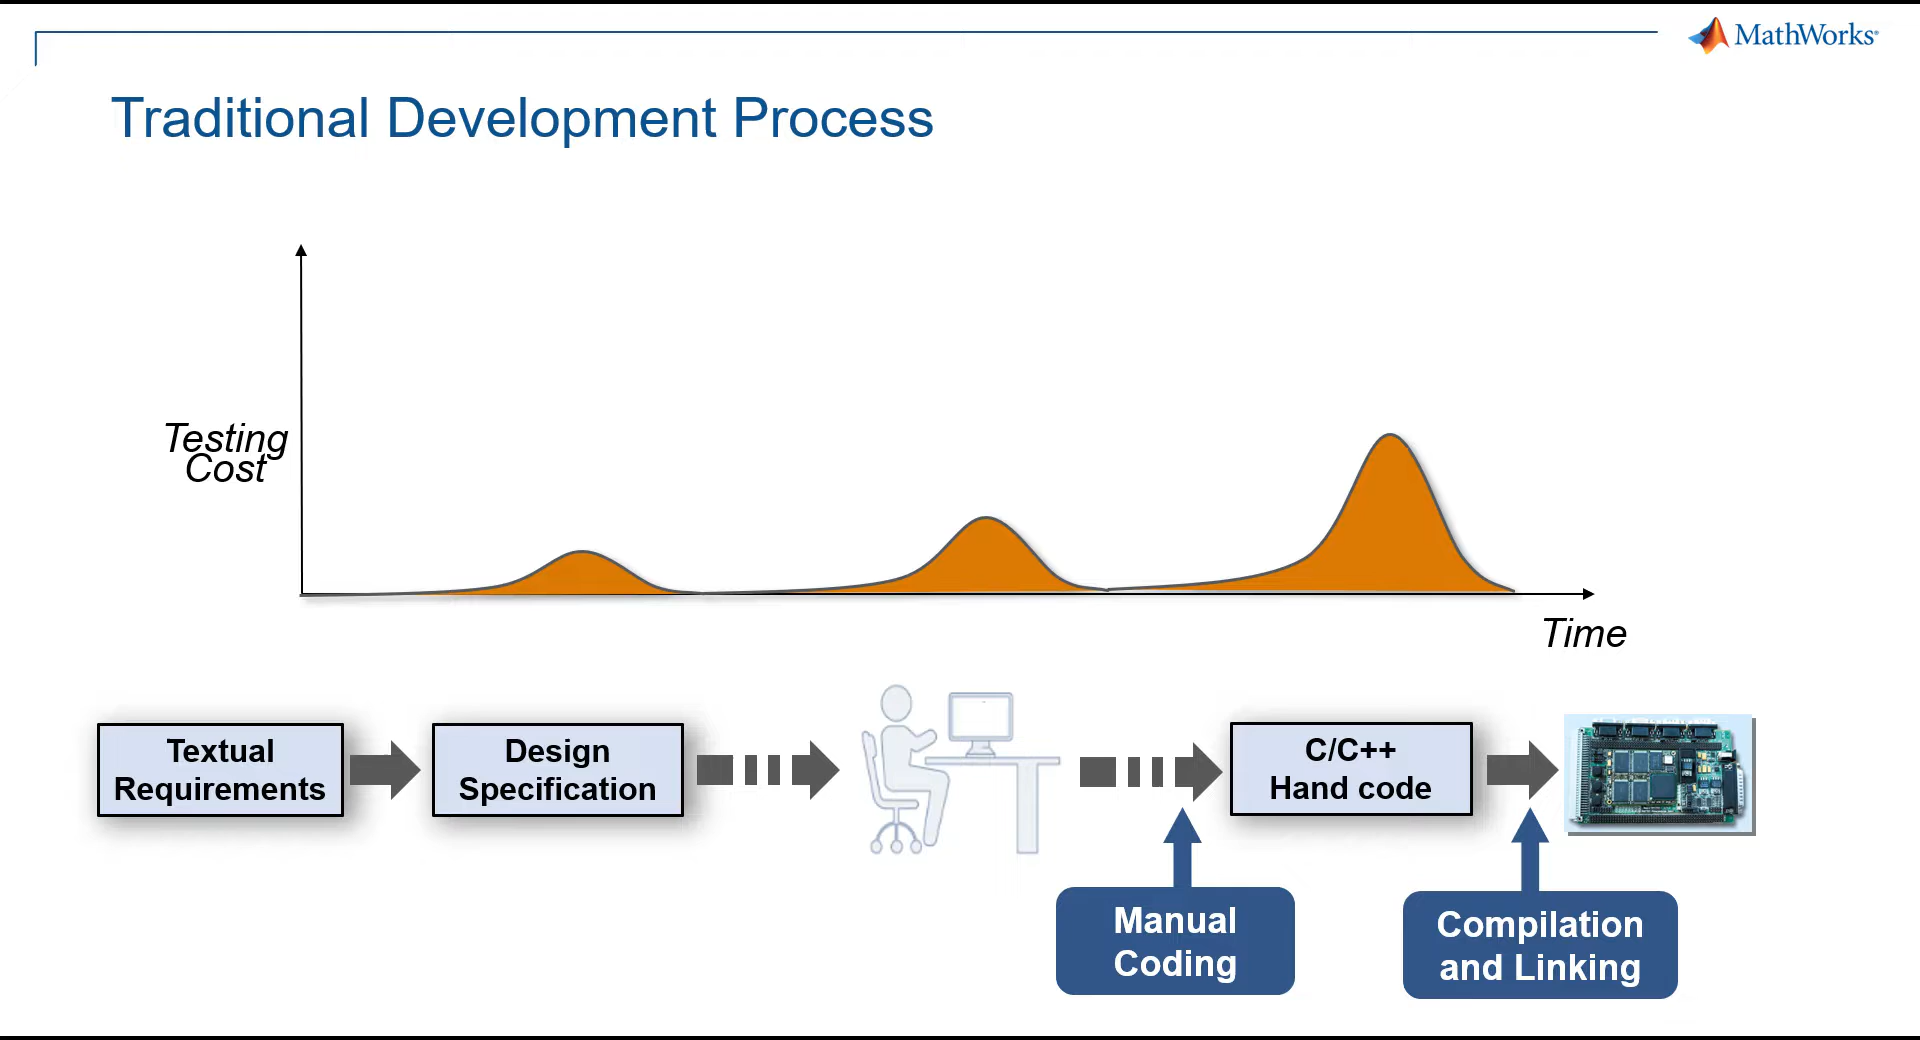 MathWorks®
Traditional Development Process
Testing
Cost
Time
Textual
Requirements
Design
Specification
C/C++
Hand code
Manual
Coding
Compilation
and Linking